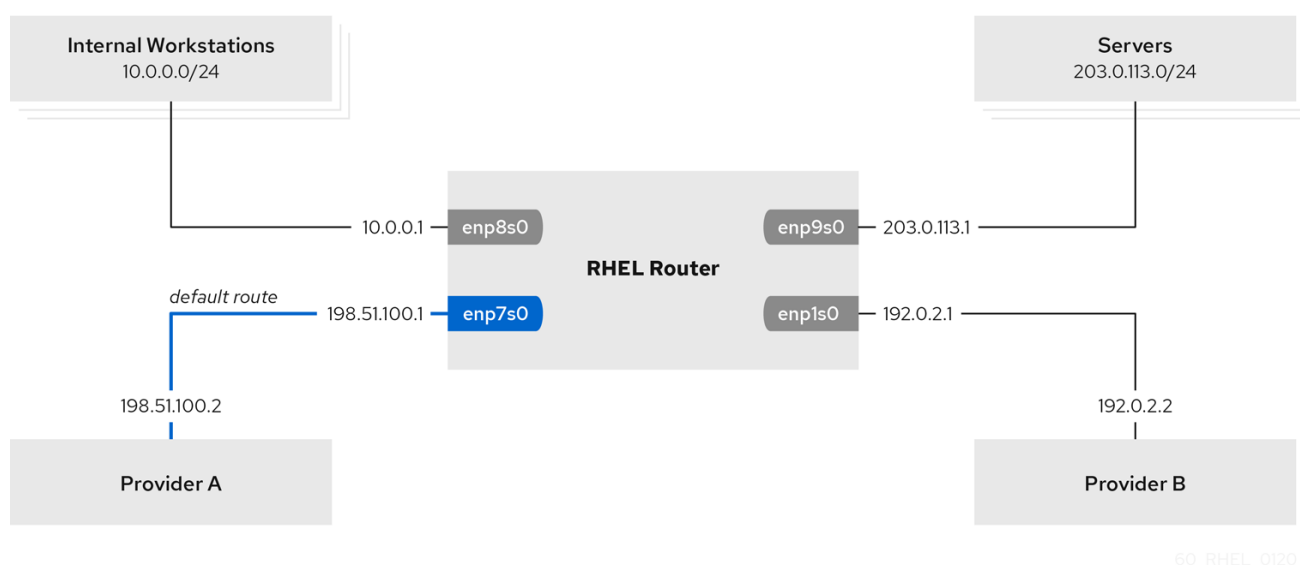 Internal Workstations
10.0.0.0/24
Servers
203.0.113.0/24
10.0.0.1
enp8s0
enp9s0
203.0.113.1
RHEL Router
default route
198.51.100.1
enp7s0
enp1s0
192.0.2.1
198.51.100.2
192.0.2.2
Provider A
Provider B
60_RHEL_0120